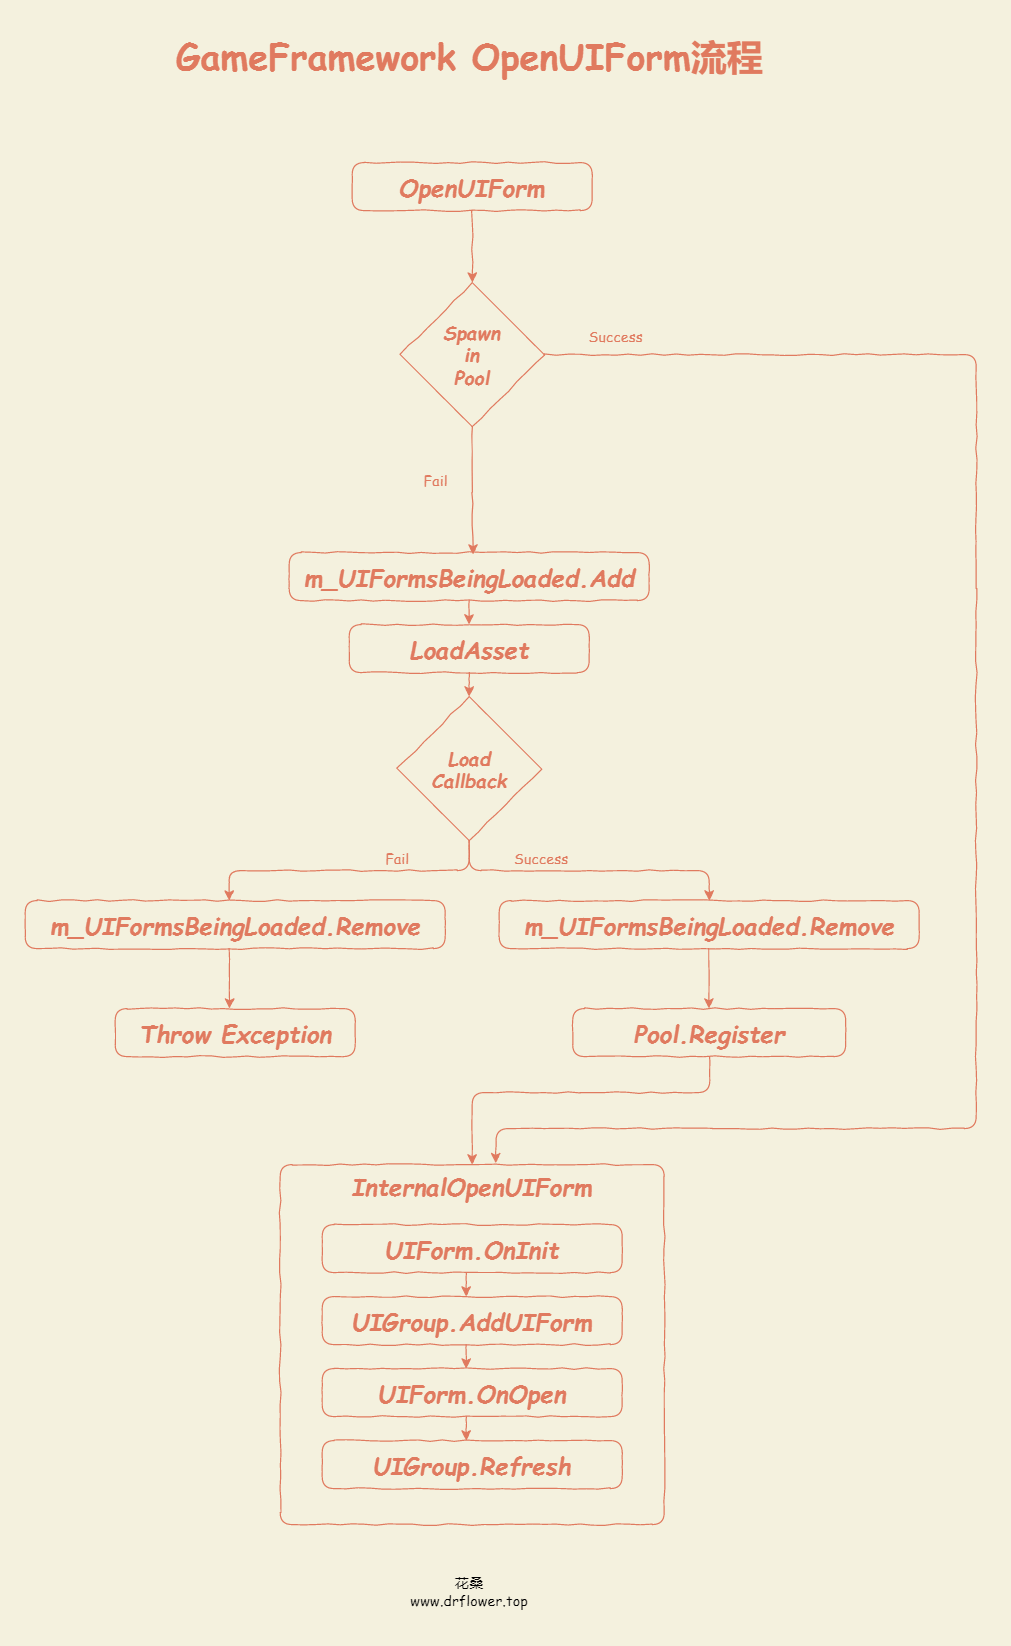 GameFramework OpenUIForm流程
OpenUIForm
Spawn
in
Pool
Success
Fail
m_UIFormsBeingLoaded.Add
LoadAsset
Load
Callback
Fail
Success
m_UIFormsBeingLoaded.Remove
m_UIFormsBeingLoaded.Remove
Throw Exception
Pool.Register
InternalOpenUIForm
UIForm.OnInit
UIGroup.AddUIForm
UIForm.OnOpen
UIGroup.Refresh
花桑
www.drflower.top